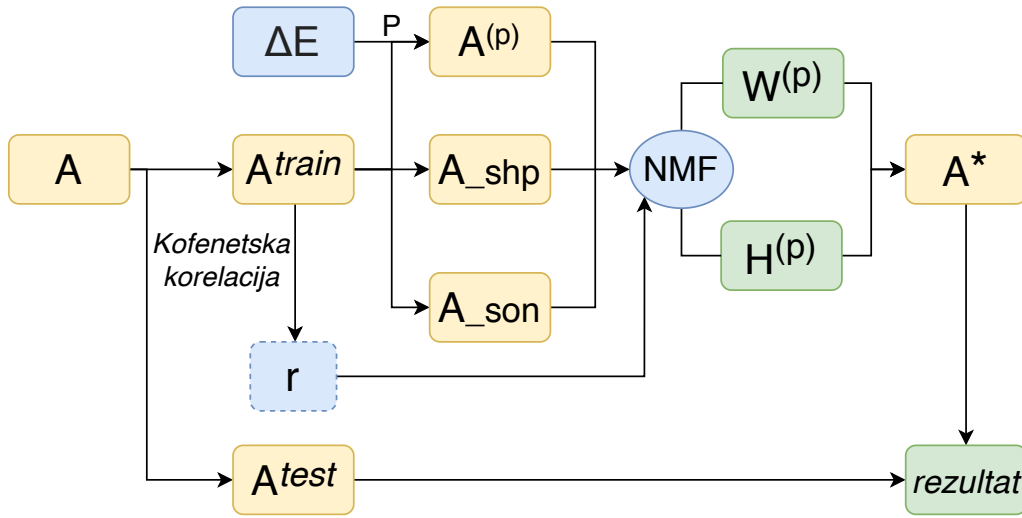 ΔE
P
A(p)
W(p)
A
Atrain
A_shp
NMF
A*
Kofenetska
korelacija
H(p)
A_son
r
Atest
rezultat